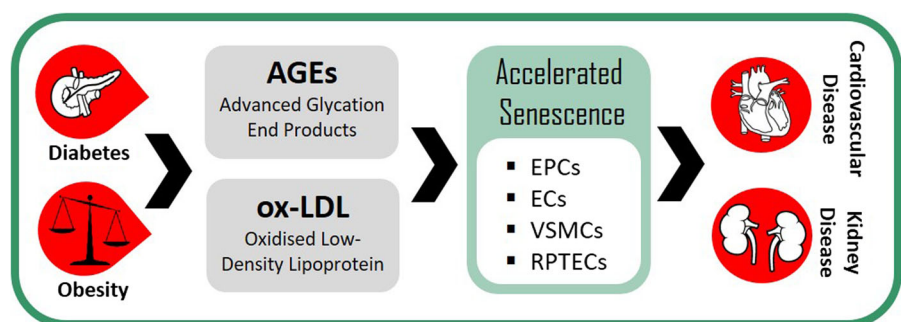 Diabetes
Obesity
AGEs
Advanced Glycation
End Products
ox-LDL
Oxidised Low-
Density Lipoprotein
Accelerated
Senescence
▪ EPCs
▪ ECs
▪ VSMCs
▪ RPTECs
Cardiovascular
Disease
Kidney
Disease